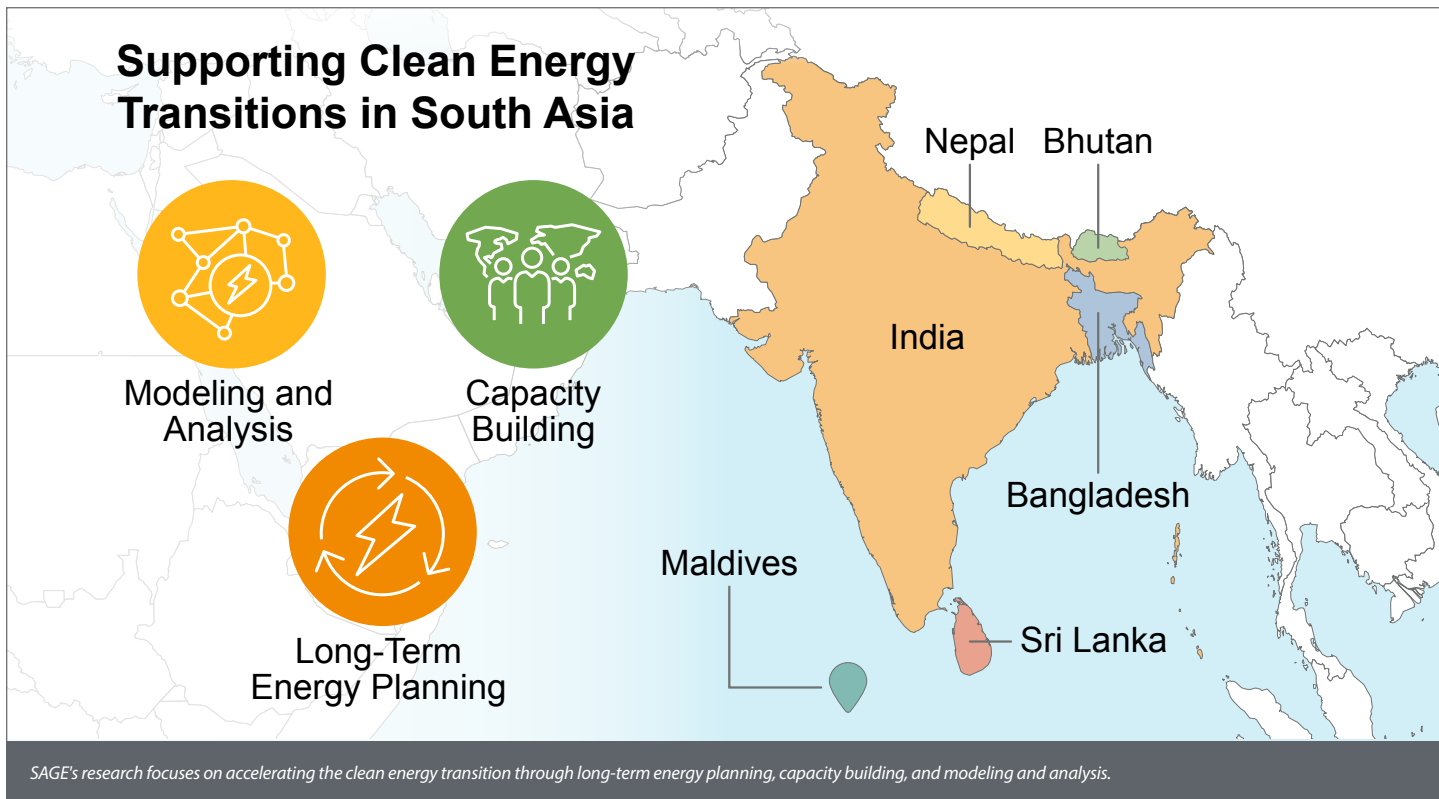 Supporting Clean Energy
Transitions in South Asia
Modeling and
Analysis
Capacity
Building
Long-Term
Energy Planning
Nepal
Bhutan
India
Bangladesh
Maldives
Sri Lanka
SAGE's research focuses on accelerating the clean energy transition through long-term energy planning, capacity building, and modeling and analysis.